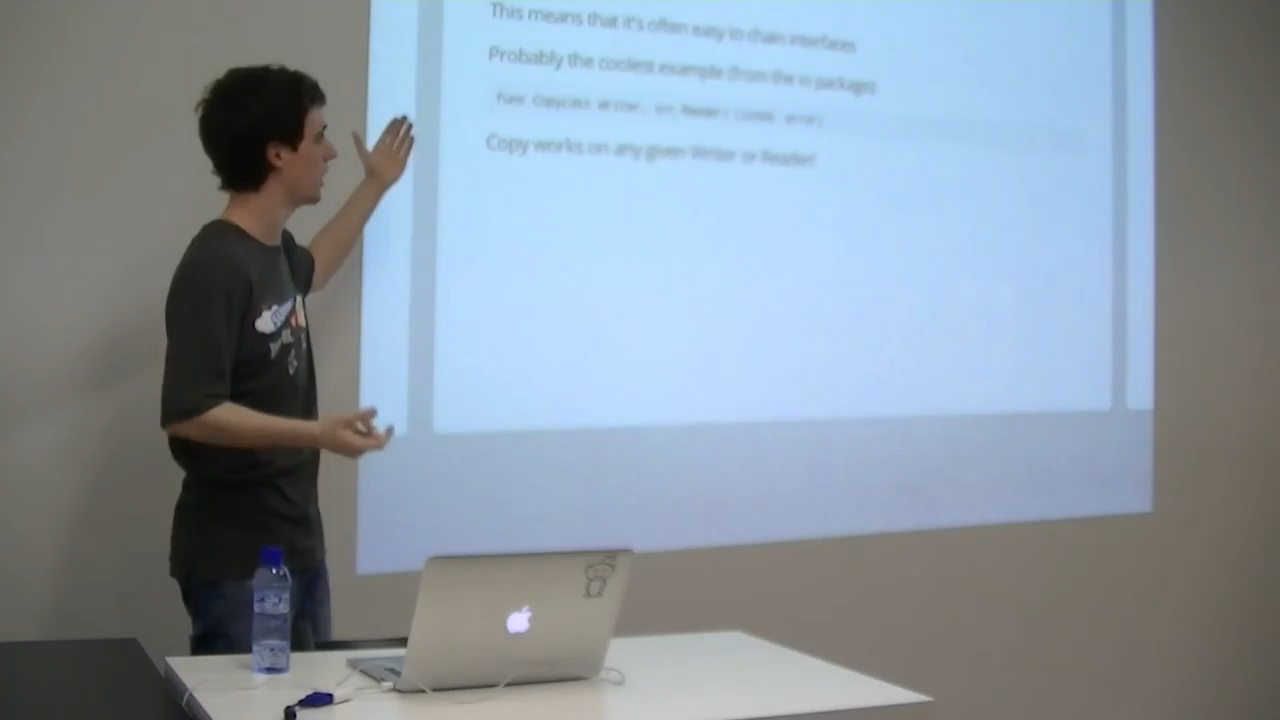 This means that it's often easy to chain interfaces
Probably the coolest example (from the io package)
func Copy(dst Writer, src Reader) (int64, error)
Copy works on any given Writer or Reader!